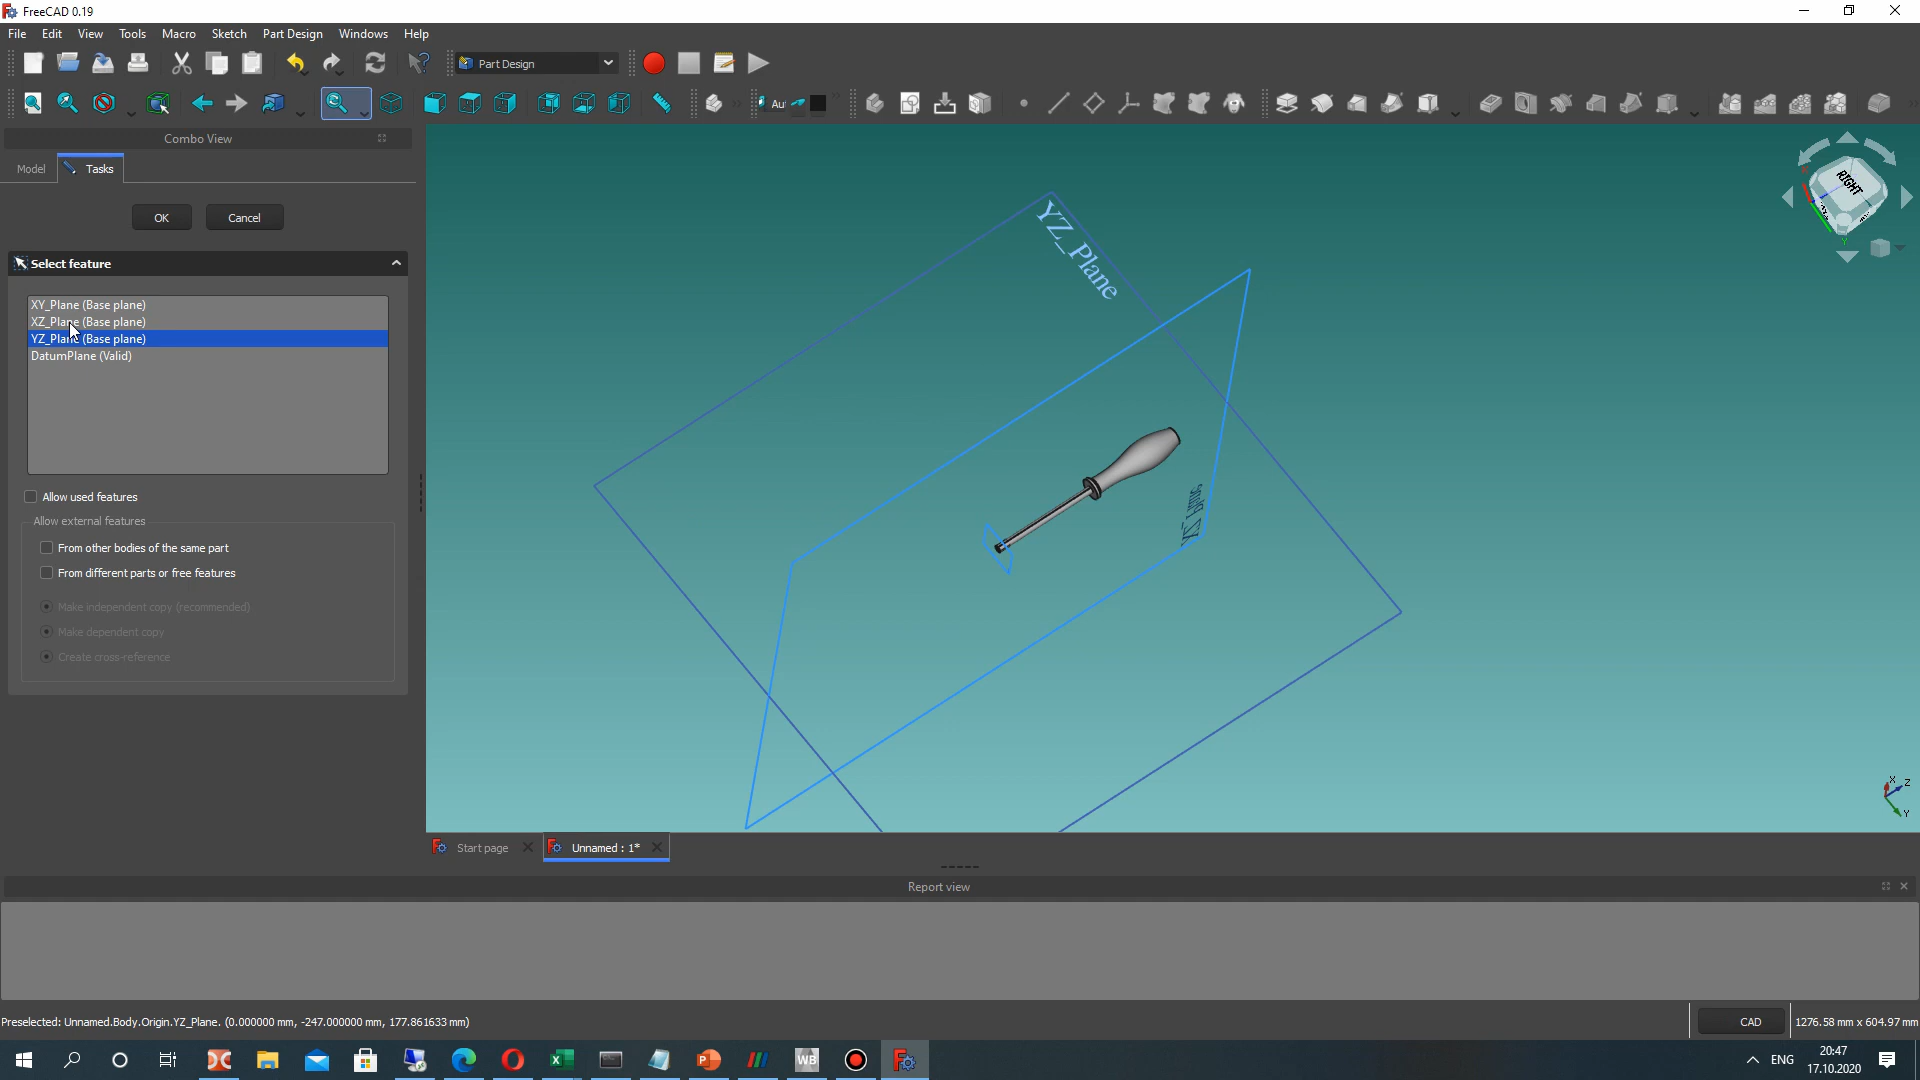 FreeCAD 0.19
File Edit View Tools Macro Sketch Part Design Windows Help
Part Design
Aut
Combo View
Model Tasks
OK Cancel
Select feature
XY_Plane (Base plane)
XZ_Plane (Base plane)
YZ_Plane (Base plane)
DatumPlane (Valid)
Allow used features
Allow external features
From other bodies of the same part
From different parts or free features
Make independent copy (recommended)
Make dependent copy
Create cross-reference
YZ_Plane
RIGHT
Y
X Z
Y
Start page Unnamed : 1*
Report view
Preselected: Unnamed.Body.Origin.YZ_Plane. (0.000000 mm, -247.000000 mm, 177.861633 mm)
CAD 1276.58 mm x 604.97 mm
WB
ENG
20:47
17.10.2020